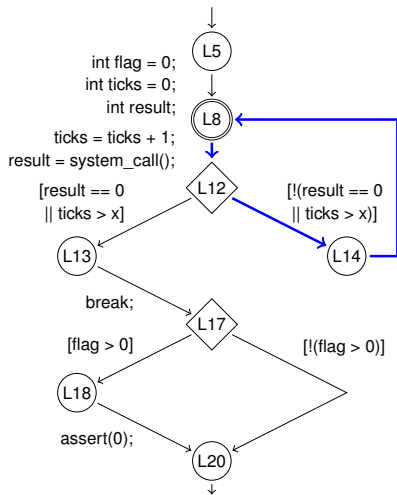 L5
int flag = 0;
int ticks = 0;
int result;
L8
ticks = ticks + 1;
result = system_call();
L12
[result == 0
|| ticks > x]
[!(result == 0
|| ticks > x)]
L13
L14
break;
L17
[flag > 0]
[!(flag > 0)]
L18
assert(0);
L20